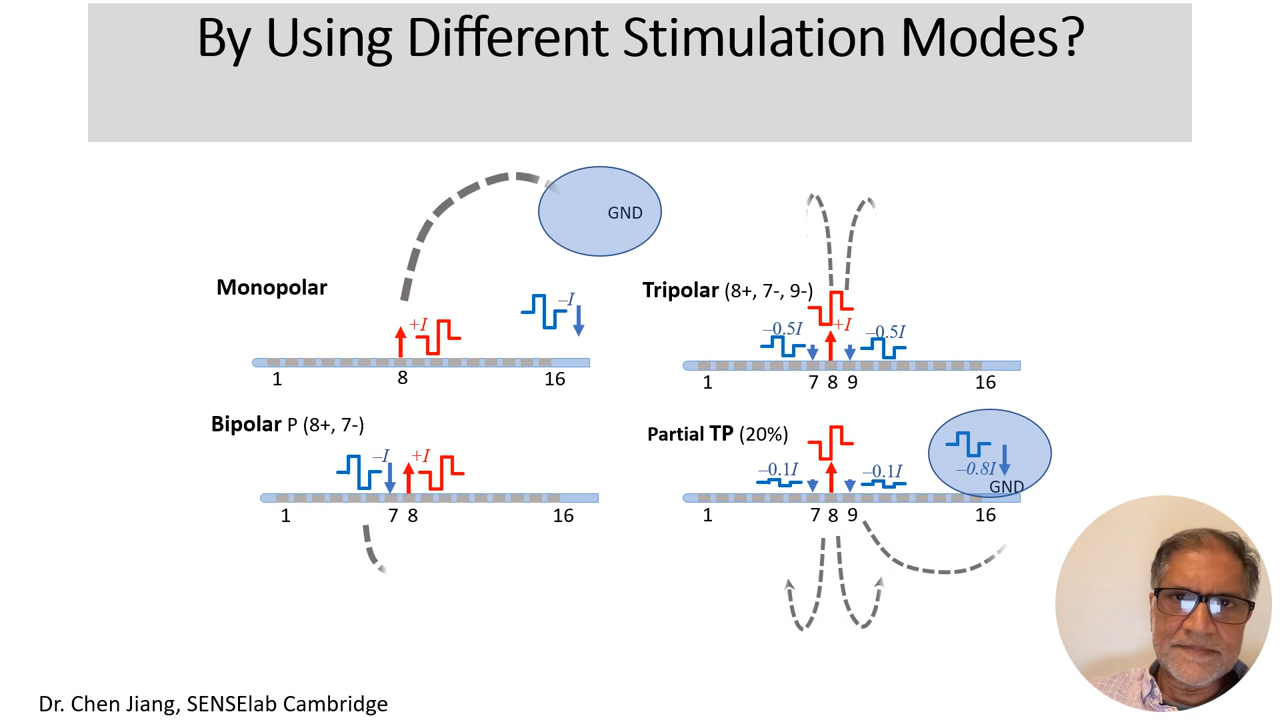 By Using Different Stimulation Modes?
GND
Monopolar
+I
–I
1
8
16
Tripolar (8+, 7-, 9-)
–0.5I
+I
–0.5I
1
7 8 9
16
Bipolar P (8+, 7-)
–I
+I
1
7 8
16
Partial TP (20%)
–0.1I
–0.1I
–0.8I
GND
1
7 8 9
16
Dr. Chen Jiang, SENSElab Cambridge